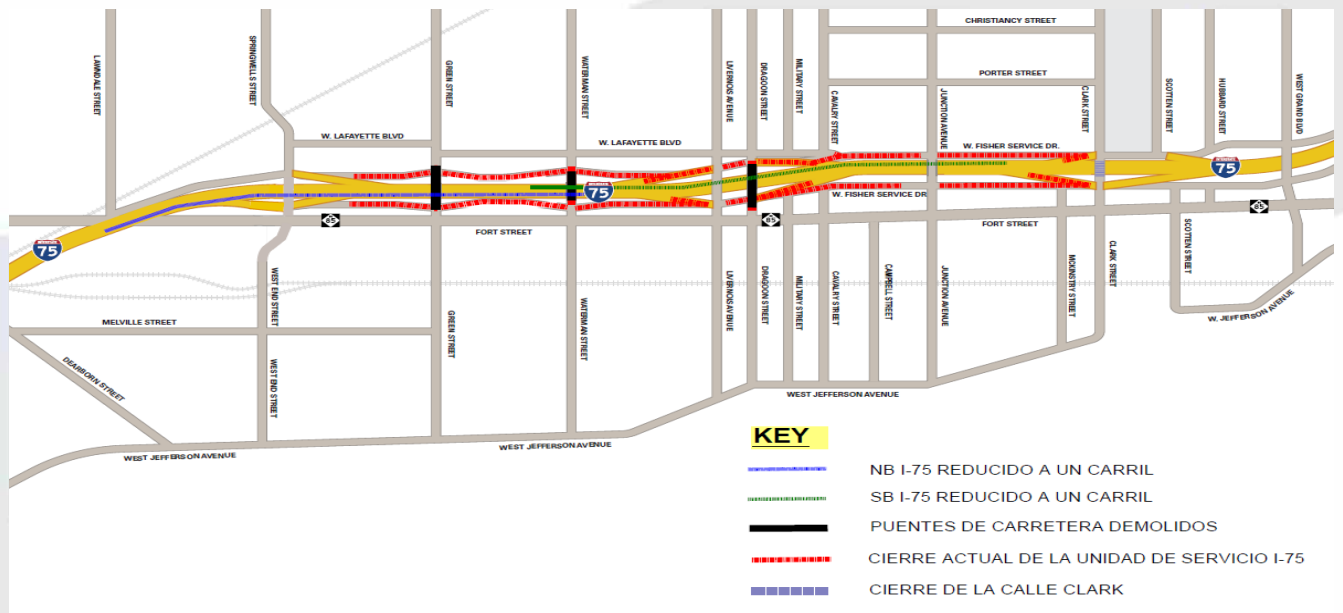 CHRISTIANCY STREET
PORTER STREET
LAWNDALE STREET
SPRINGWELLS STREET
GREEN STREET
WATERMAN STREET
LIVERNOIS AVENUE
DRAGOON STREET
MILITARY STREET
CAVALRY STREET
JUNCTION AVENUE
CLARK STREET
SCOTTEN STREET
HUBBARD STREET
WEST GRAND BLVD
W. LAFAYETTE BLVD
W. LAFAYETTE BLVD
W. FISHER SERVICE DR.
INTERSTATE
75
INTERSTATE
75
W. FISHER SERVICE DR
85
85
85
FORT STREET
FORT STREET
INTERSTATE
75
WEST END STREET
GREEN STREET
WATERMAN STREET
LIVERNOIS AVENUE
DRAGOON STREET
MILITARY STREET
CAVALRY STREET
CAMPBELL STREET
JUNCTION AVENUE
MCKINSTRY STREET
CLARK STREET
SCOTTEN STREET
W. JEFFERSON AVENUE
MELVILLE STREET
DEARBORN STREET
WEST END STREET
WEST JEFFERSON AVENUE
WEST JEFFERSON AVENUE
WEST JEFFERSON AVENUE
KEY
NB I-75 REDUCIDO A UN CARRIL
SB I-75 REDUCIDO A UN CARRIL
PUENTES DE CARRETERA DEMOLIDOS
CIERRE ACTUAL DE LA UNIDAD DE SERVICIO I-75
CIERRE DE LA CALLE CLARK